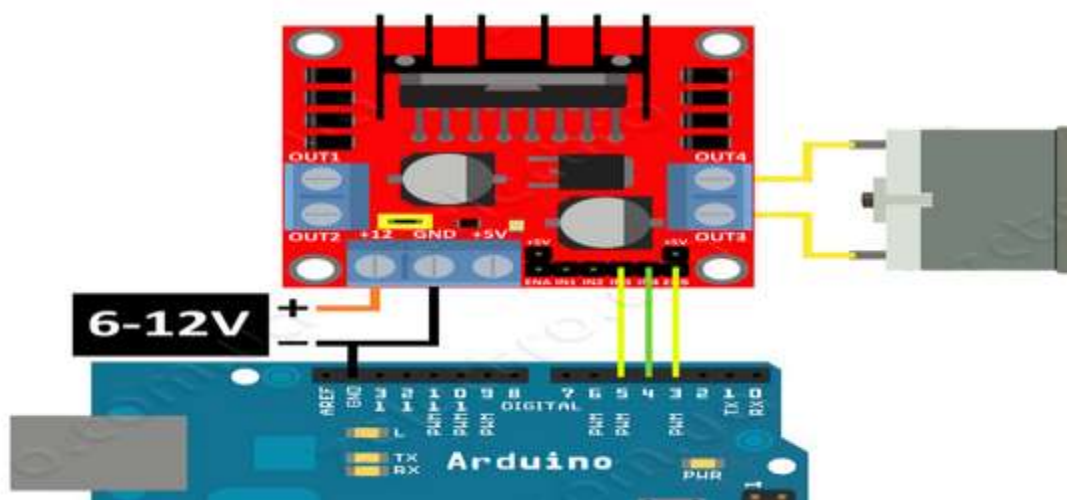 OUT1
OUT4
OUT2
OUT3
+12 GND +5V
+5V
+5V
ENA IN1 IN2 IN3 IN4
+
6-12V
−
AREF
GND
13
12
11
10
9
8
7
6
5
4
3
2
1
0
PWM
PWM
PWM
PWM
PWM
PWM
TX
RX
DIGITAL
L
TX
RX
Arduino
PWR
1